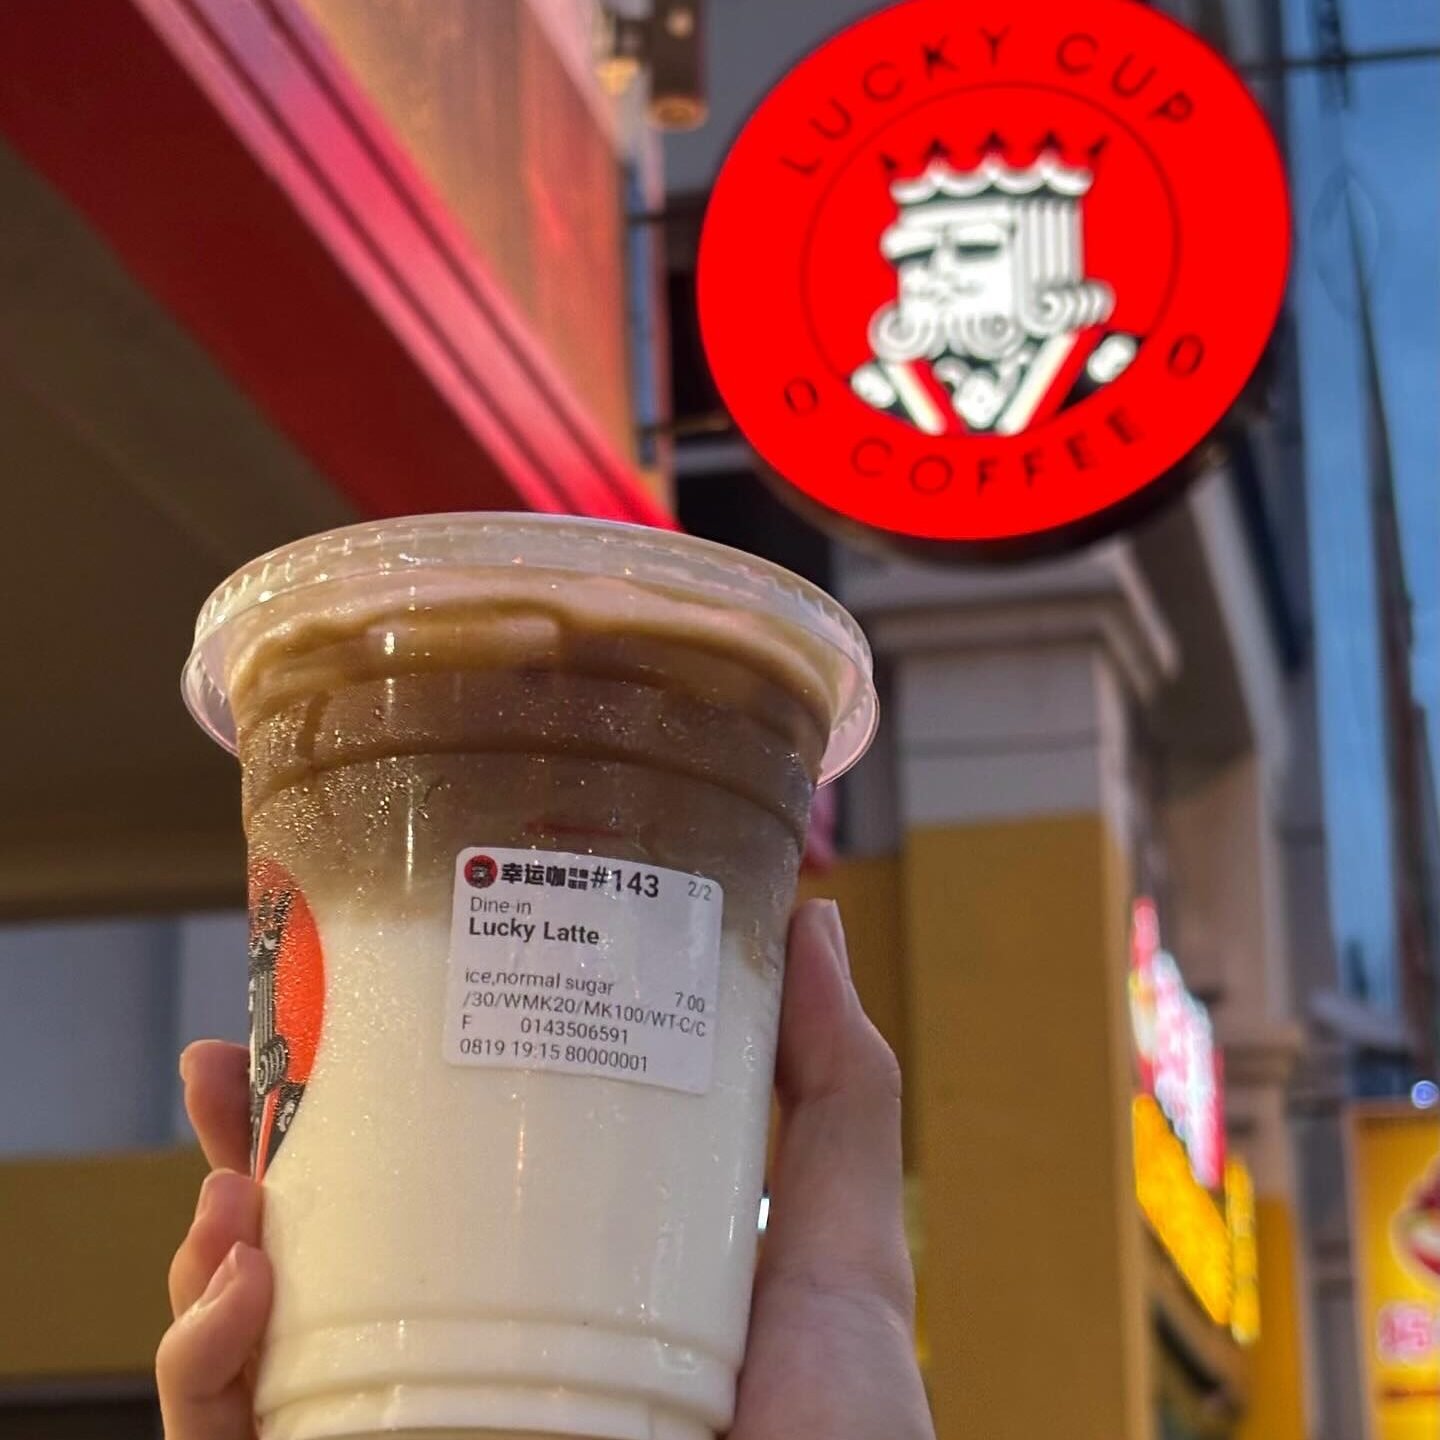 LUCKY CUP
COFFEE
幸运咖 #143 2/2
Dine-in
Lucky Latte
ice,normal sugar 7.00
/30/WMK20/MK100/WT-C/C
F 0143506591
0819 19:15 80000001